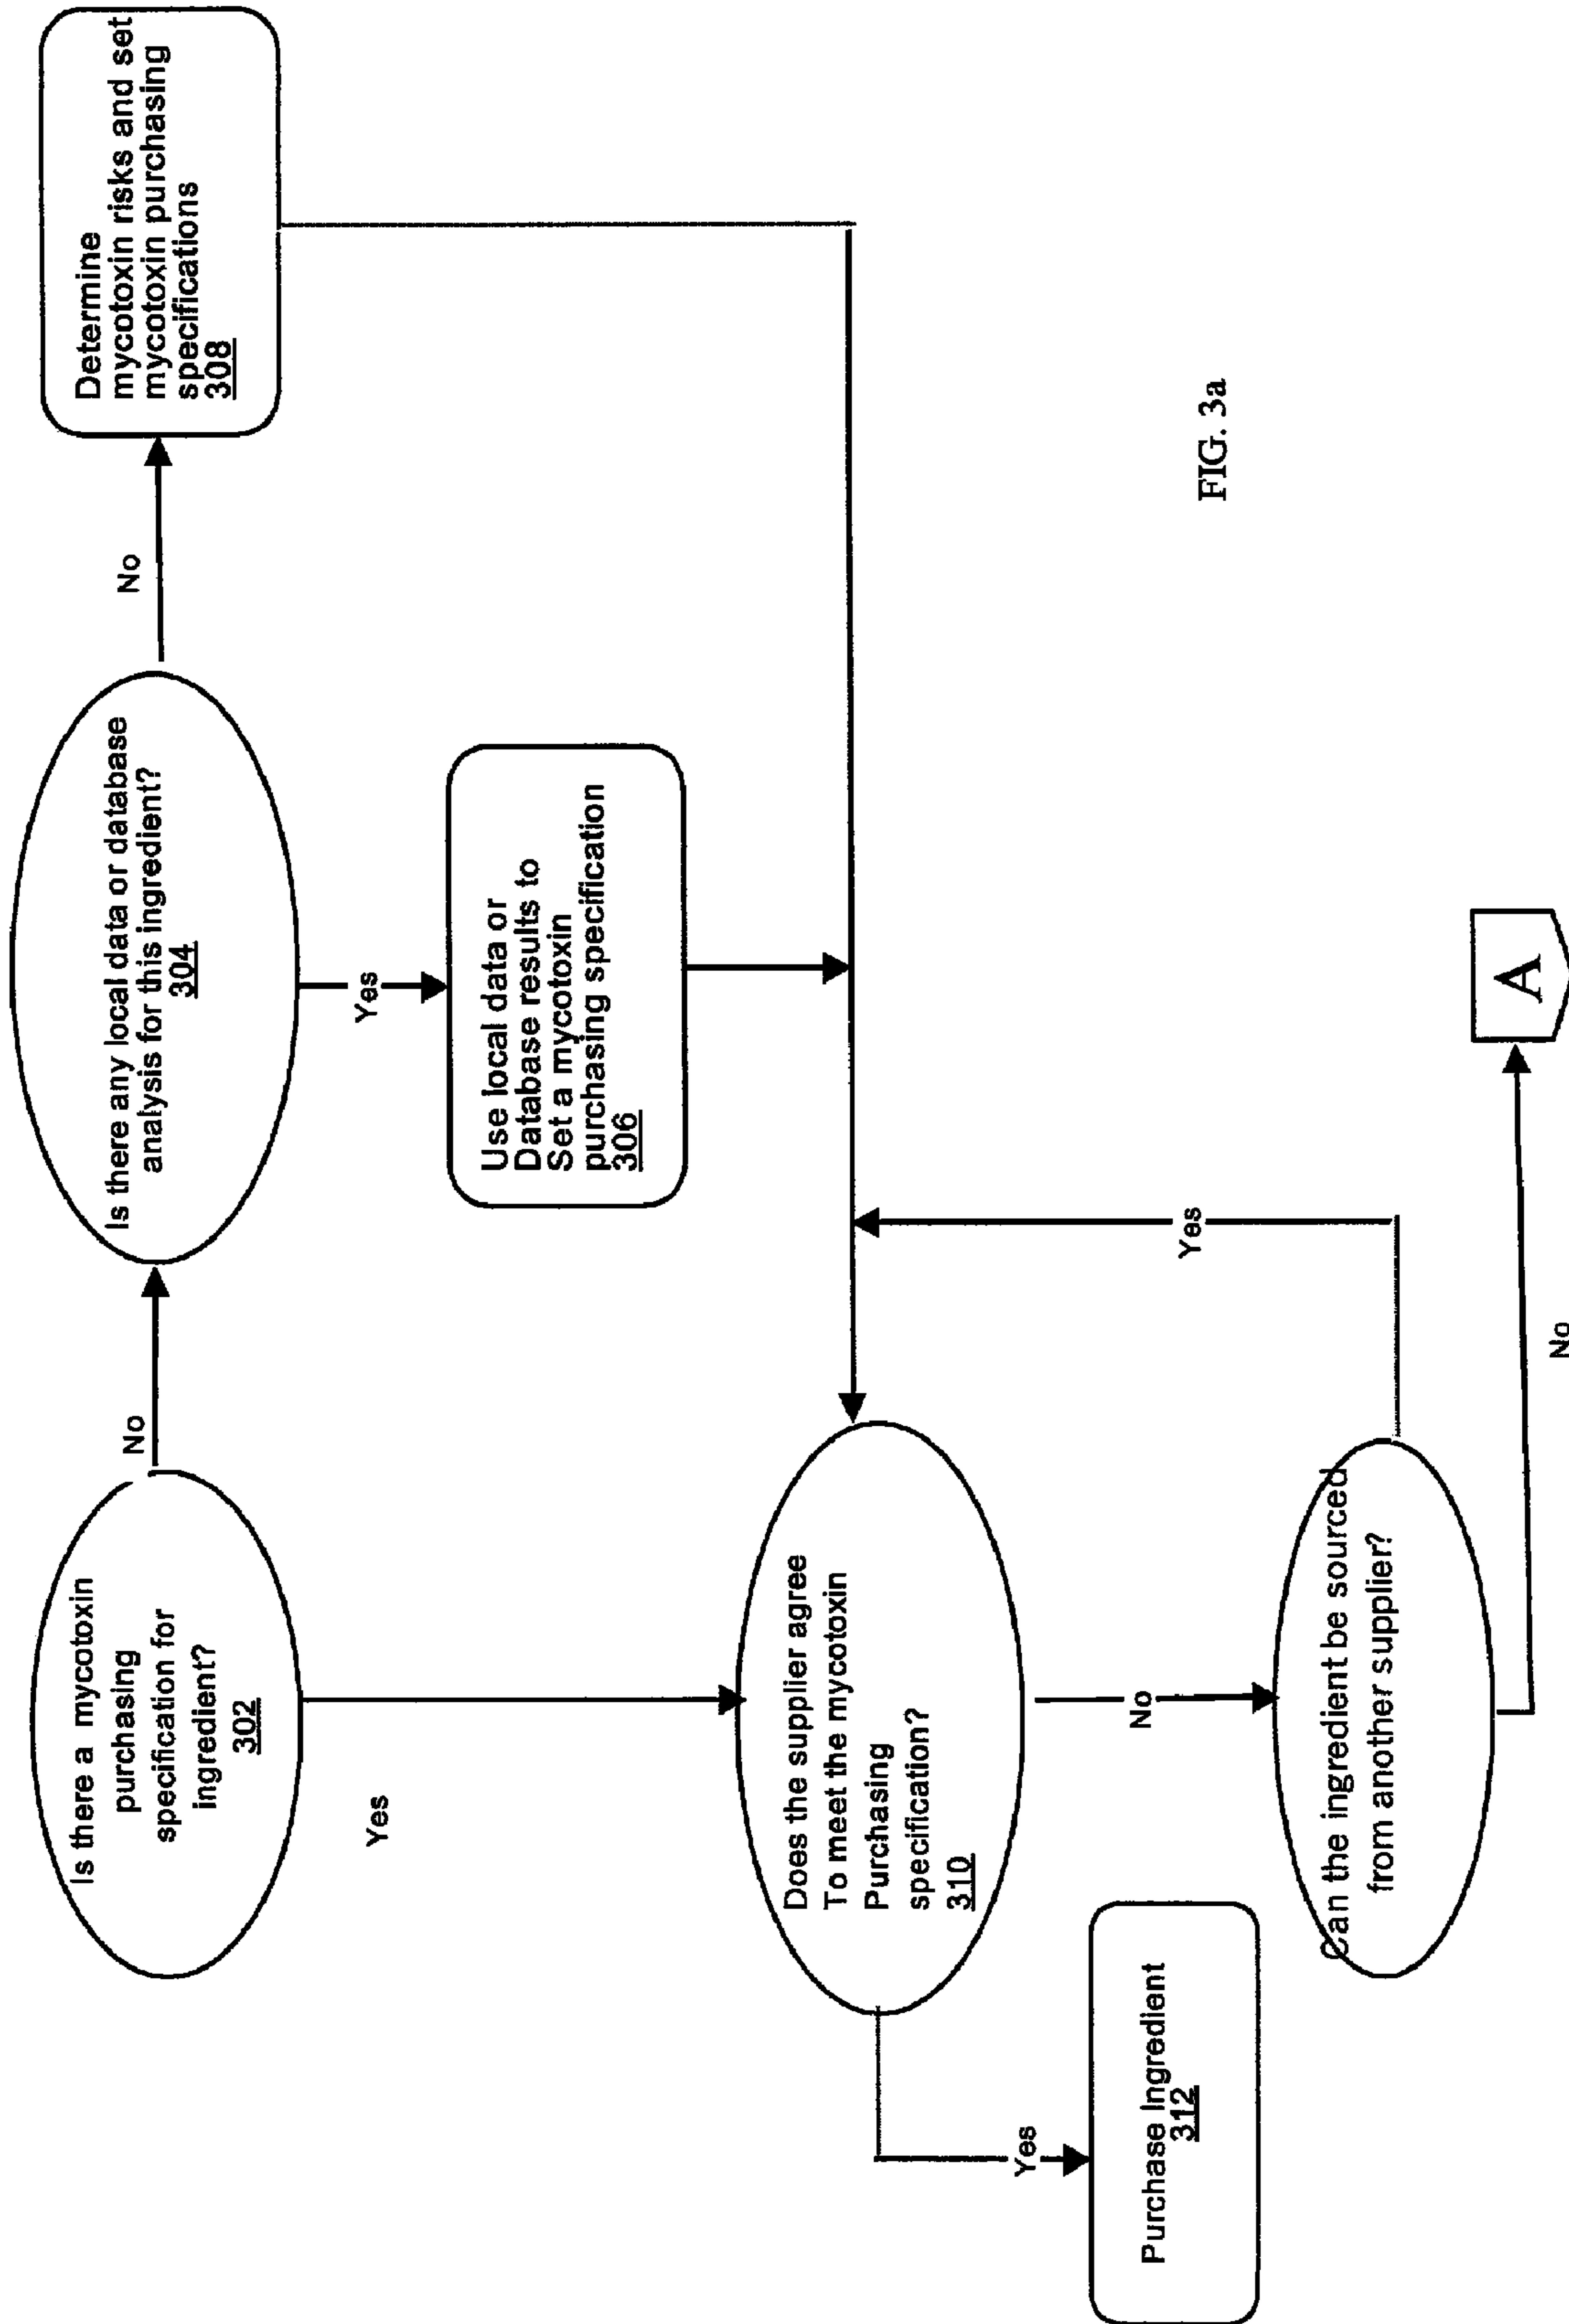 Is there a mycotoxin
purchasing
specification for
ingredient?
302
No
Is there any local data or database
analysis for this ingredient?
304
No
Determine
mycotoxin risks and set
mycotoxin purchasing
specifications
308
Yes
Yes
Use local data or
Database results to
Set a mycotoxin
purchasing specification
306
Does the supplier agree
To meet the mycotoxin
Purchasing
specification?
310
Yes
Purchase Ingredient
312
No
Can the ingredient be sourced
from another supplier?
Yes
No
A
FIG. 3a